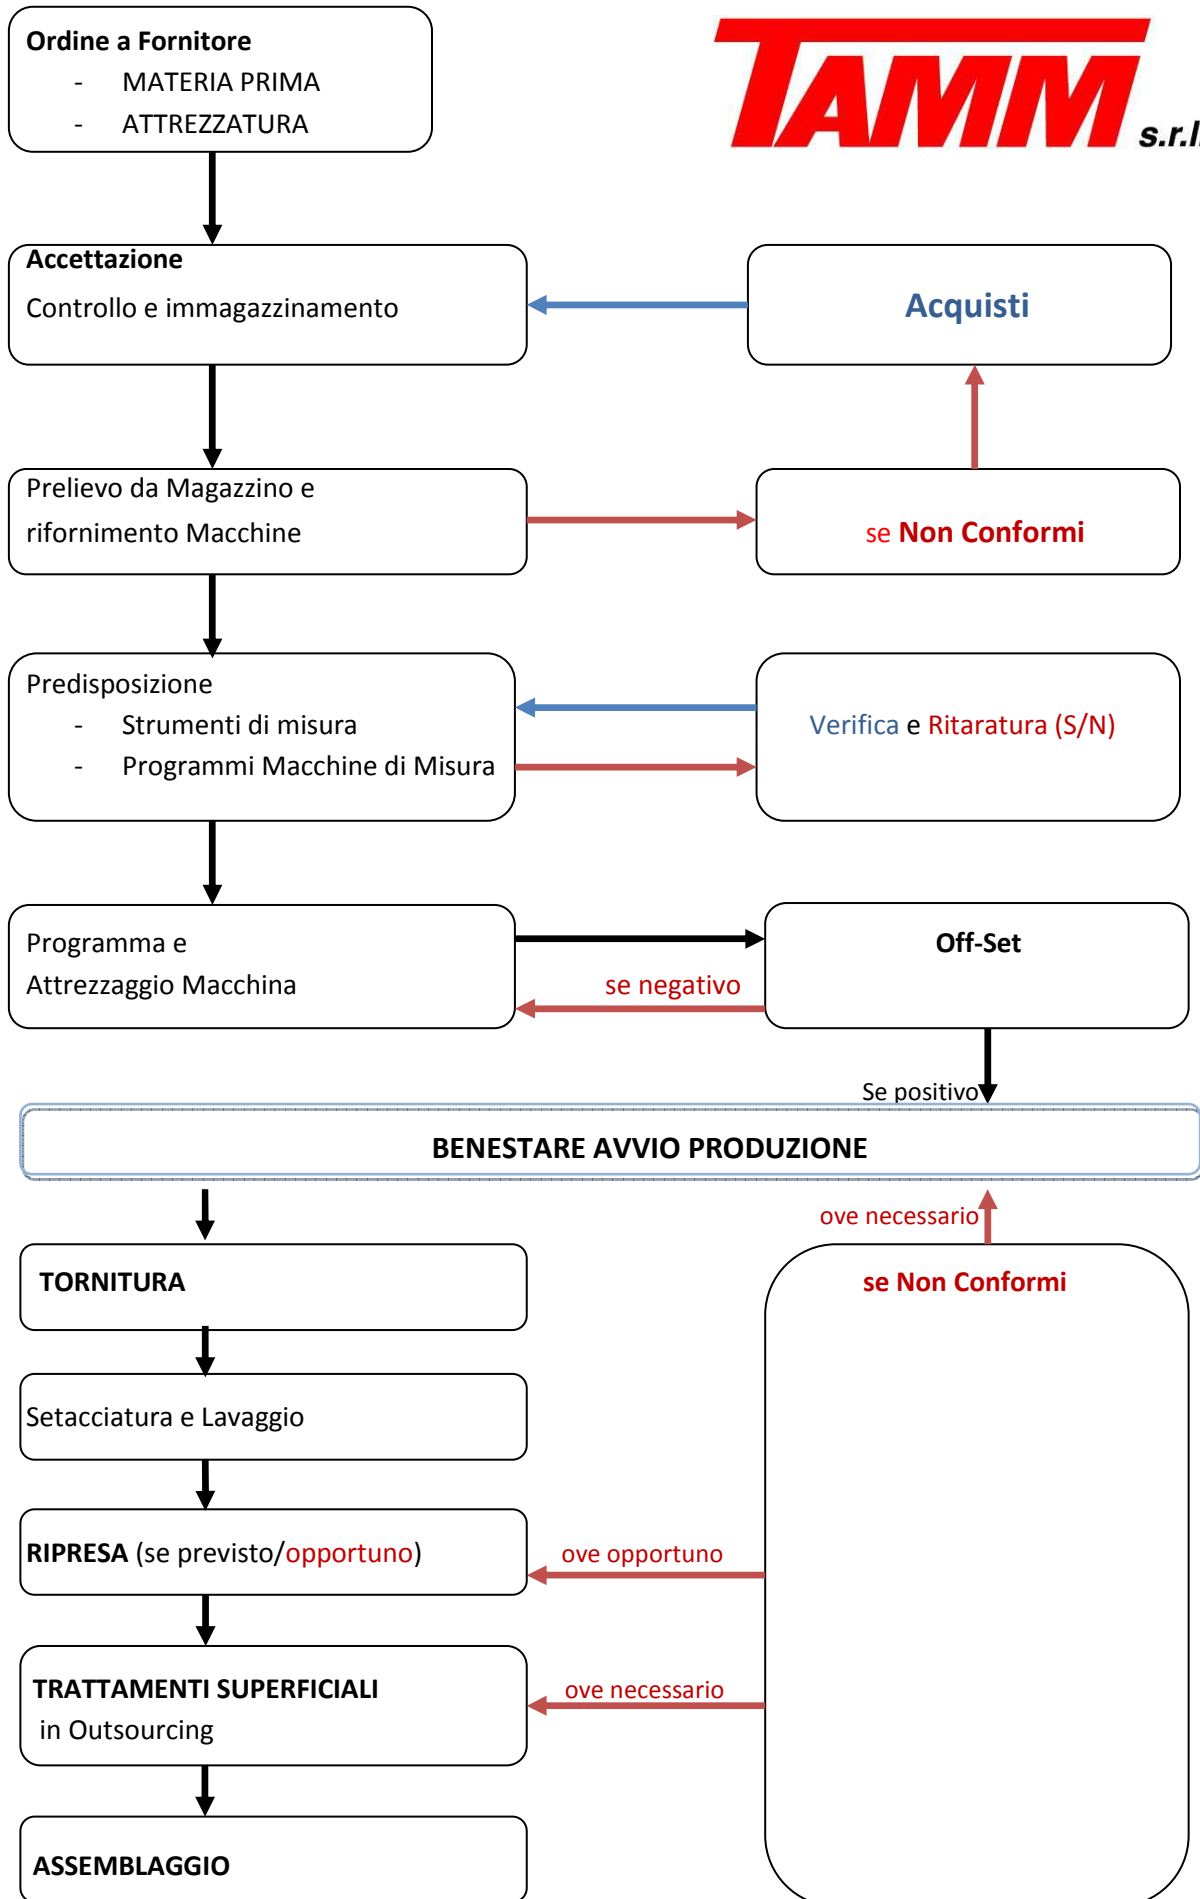 Ordine a Fornitore
- MATERIA PRIMA
- ATTREZZATURA
TAMM s.r.l.
Accettazione
Controllo e immagazzinamento
Acquisti
Prelievo da Magazzino e
rifornimento Macchine
se Non Conformi
Predisposizione
- Strumenti di misura
- Programmi Macchine di Misura
Verifica e Ritaratura (S/N)
Programma e
Attrezzaggio Macchina
se negativo
Off-Set
Se positivo
BENESTARE AVVIO PRODUZIONE
ove necessario
TORNITURA
se Non Conformi
Setacciatura e Lavaggio
RIPRESA (se previsto/opportuno)
ove opportuno
TRATTAMENTI SUPERFICIALI
in Outsourcing
ove necessario
ASSEMBLAGGIO